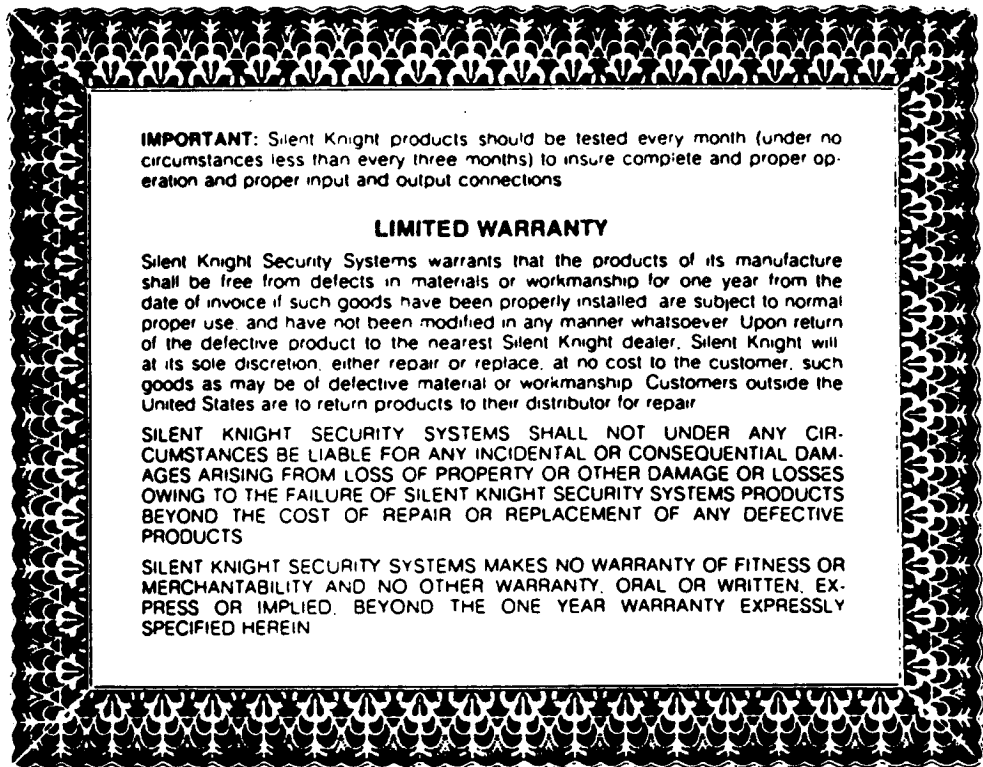 IMPORTANT: Silent Knight products should be tested every month (under no
circumstances less than every three months) to insure complete and proper op-
eration and proper input and output connections
LIMITED WARRANTY
Silent Knight Security Systems warrants that the products of its manufacture
shall be free from defects in materials or workmanship for one year from the
date of invoice if such goods have been properly installed are subject to normal
proper use, and have not been modified in any manner whatsoever Upon return
of the defective product to the nearest Silent Knight dealer, Silent Knight will
at its sole discretion, either repair or replace, at no cost to the customer, such
goods as may be of defective material or workmanship Customers outside the
United States are to return products to their distributor for repair
SILENT KNIGHT SECURITY SYSTEMS SHALL NOT UNDER ANY CIR-
CUMSTANCES BE LIABLE FOR ANY INCIDENTAL OR CONSEQUENTIAL DAM-
AGES ARISING FROM LOSS OF PROPERTY OR OTHER DAMAGE OR LOSSES
OWING TO THE FAILURE OF SILENT KNIGHT SECURITY SYSTEMS PRODUCTS
BEYOND THE COST OF REPAIR OR REPLACEMENT OF ANY DEFECTIVE
PRODUCTS
SILENT KNIGHT SECURITY SYSTEMS MAKES NO WARRANTY OF FITNESS OR
MERCHANTABILITY AND NO OTHER WARRANTY, ORAL OR WRITTEN, EX-
PRESS OR IMPLIED, BEYOND THE ONE YEAR WARRANTY EXPRESSLY
SPECIFIED HEREIN